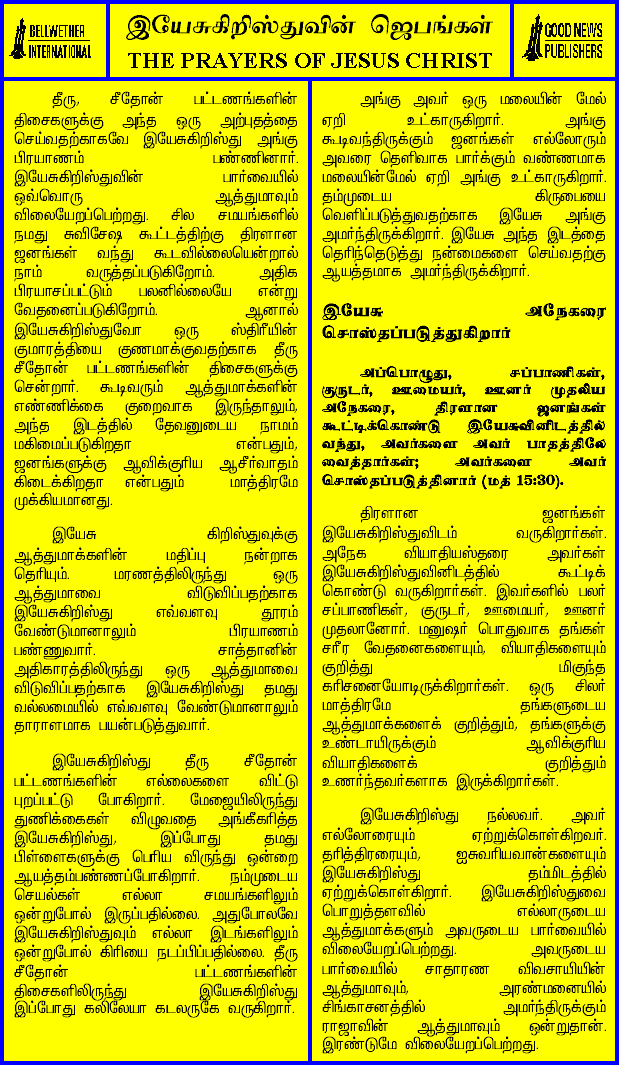 BELLWETHER
INTERNATIONAL
இயேசுகிறிஸ்துவின் ஜெபங்கள்
THE PRAYERS OF JESUS CHRIST
GOOD NEWS
PUBLISHERS
தீரு, சீதோன் பட்டணங்களின்
திசைகளுக்கு அந்த ஒரு அற்புதத்தை
செய்வதற்காகவே இயேசுகிறிஸ்து அங்கு
பிரயாணம் பண்ணினார்.
இயேசுகிறிஸ்துவின் பார்வையில்
ஒவ்வொரு ஆத்துமாவும்
விலையேறப்பெற்றது. சில சமயங்களில்
நமது சுவிசேஷ கூட்டத்திற்கு திரளான
ஜனங்கள் வந்து கூடவில்லையென்றால்
நாம் வருத்தப்படுகிறோம். அதிக
பிரயாசப்பட்டும் பலனில்லையே என்று
வேதனைப்படுகிறோம். ஆனால்
இயேசுகிறிஸ்துவோ ஒரு ஸ்திரீயின்
குமாரத்தியை குணமாக்குவதற்காக தீரு
சீதோன் பட்டணங்களின் திசைகளுக்கு
சென்றார். கூடிவரும் ஆத்துமாக்களின்
எண்ணிக்கை குறைவாக இருந்தாலும்,
அந்த இடத்தில் தேவனுடைய நாமம்
மகிமைப்படுகிறதா என்பதும்,
ஜனங்களுக்கு ஆவிக்குரிய ஆசீர்வாதம்
கிடைக்கிறதா என்பதும் மாத்திரமே
முக்கியமானது.
இயேசு கிறிஸ்துவுக்கு
ஆத்துமாக்களின் மதிப்பு நன்றாக
தெரியும். மரணத்திலிருந்து ஒரு
ஆத்துமாவை விடுவிப்பதற்காக
இயேசுகிறிஸ்து எவ்வளவு தூரம்
வேண்டுமானாலும் பிரயாணம்
பண்ணுவார். சாத்தானின்
அதிகாரத்திலிருந்து ஒரு ஆத்துமாவை
விடுவிப்பதற்காக இயேசுகிறிஸ்து தமது
வல்லமையில் எவ்வளவு வேண்டுமானாலும்
தாராளமாக பயன்படுத்துவார்.
இயேசுகிறிஸ்து தீரு சீதோன்
பட்டணங்களின் எல்லைகளை விட்டு
புறப்பட்டு போகிறார். மேஜையிலிருந்து
துணிக்கைகள் விழுவதை அங்கீகரித்த
இயேசுகிறிஸ்து, இப்போது தமது
பிள்ளைகளுக்கு பெரிய விருந்து ஒன்றை
ஆயத்தம்பண்ணப்போகிறார். நம்முடைய
செயல்கள் எல்லா சமயங்களிலும்
ஒன்றுபோல் இருப்பதில்லை. அதுபோலவே
இயேசுகிறிஸ்துவும் எல்லா இடங்களிலும்
ஒன்றுபோல் கிரியை நடப்பிப்பதில்லை. தீரு
சீதோன் பட்டணங்களின்
திசைகளிலிருந்து இயேசுகிறிஸ்து
இப்போது கலிலேயா கடலருகே வருகிறார்.
அங்கு அவர் ஒரு மலையின் மேல்
ஏறி உட்காருகிறார். அங்கு
கூடிவந்திருக்கும் ஜனங்கள் எல்லோரும்
அவரை தெளிவாக பார்க்கும் வண்ணமாக
மலையின்மேல் ஏறி அங்கு உட்காருகிறார்.
தம்முடைய கிருபையை
வெளிப்படுத்துவதற்காக இயேசு அங்கு
அமர்ந்திருக்கிறார். இயேசு அந்த இடத்தை
தெரிந்தெடுத்து நன்மைகளை செய்வதற்கு
ஆயத்தமாக அமர்ந்திருக்கிறார்.
இயேசு அநேகரை
சொஸ்தப்படுத்துகிறார்
அப்பொழுது, சப்பாணிகள்,
குருடர், ஊமையர், ஊனர் முதலிய
அநேகரை, திரளான ஜனங்கள்
கூட்டிக்கொண்டு இயேசுவினிடத்தில்
வந்து, அவர்களை அவர் பாதத்திலே
வைத்தார்கள்; அவர்களை அவர்
சொஸ்தப்படுத்தினார் (மத் 15:30).
திரளான ஜனங்கள்
இயேசுகிறிஸ்துவிடம் வருகிறார்கள்.
அநேக வியாதியஸ்தரை அவர்கள்
இயேசுகிறிஸ்துவினிடத்தில் கூட்டிக்
கொண்டு வருகிறார்கள். இவர்களில் பலர்
சப்பாணிகள், குருடர், ஊமையர், ஊனர்
முதலானோர். மனுஷர் பொதுவாக தங்கள்
சரீர வேதனைகளையும், வியாதிகளையும்
குறித்து மிகுந்த
கரிசனையோடிருக்கிறார்கள். ஒரு சிலர்
மாத்திரமே தங்களுடைய
ஆத்துமாக்களைக் குறித்தும், தங்களுக்கு
உண்டாயிருக்கும் ஆவிக்குரிய
வியாதிகளைக் குறித்தும்
உணர்ந்தவர்களாக இருக்கிறார்கள்.
இயேசுகிறிஸ்து நல்லவர். அவர்
எல்லோரையும் ஏற்றுக்கொள்கிறவர்.
தரித்திரரையும், ஐசுவரியவான்களையும்
இயேசுகிறிஸ்து தம்மிடத்தில்
ஏற்றுக்கொள்கிறார். இயேசுகிறிஸ்துவை
பொறுத்தளவில் எல்லாருடைய
ஆத்துமாக்களும் அவருடைய பார்வையில்
விலையேறப்பெற்றது. அவருடைய
பார்வையில் சாதாரண விவசாயியின்
ஆத்துமாவும், அரண்மனையில்
சிங்காசனத்தில் அமர்ந்திருக்கும்
ராஜாவின் ஆத்துமாவும் ஒன்றுதான்.
இரண்டுமே விலையேறப்பெற்றது.